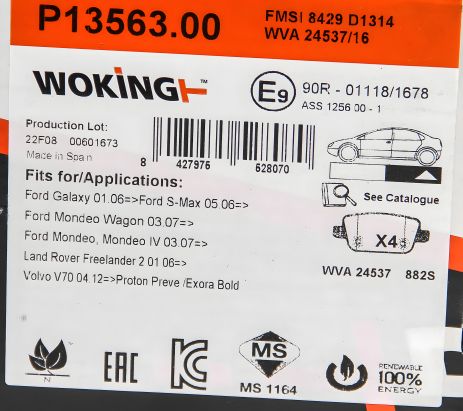 P13563.00
FMSI 8429 D1314
WVA 24537/16
WOKING™
E9
90R - 01118/1678
ASS 1256 00 - 1
Production Lot:
22F08 00601673
Made in Spain
8 427976 628070
Fits for/Applications:
Ford Galaxy 01.06=>Ford S-Max 05.06=>
Ford Mondeo Wagon 03.07=>
Ford Mondeo, Mondeo IV 03.07=>
Land Rover Freelander 2 01 06=>
Volvo V70 04.12=>Proton Preve /Exora Bold
See Catalogue
X4
WVA 24537 882S
N
EAC
KC
MS
MS 1164
RENEWABLE
100%
ENERGY